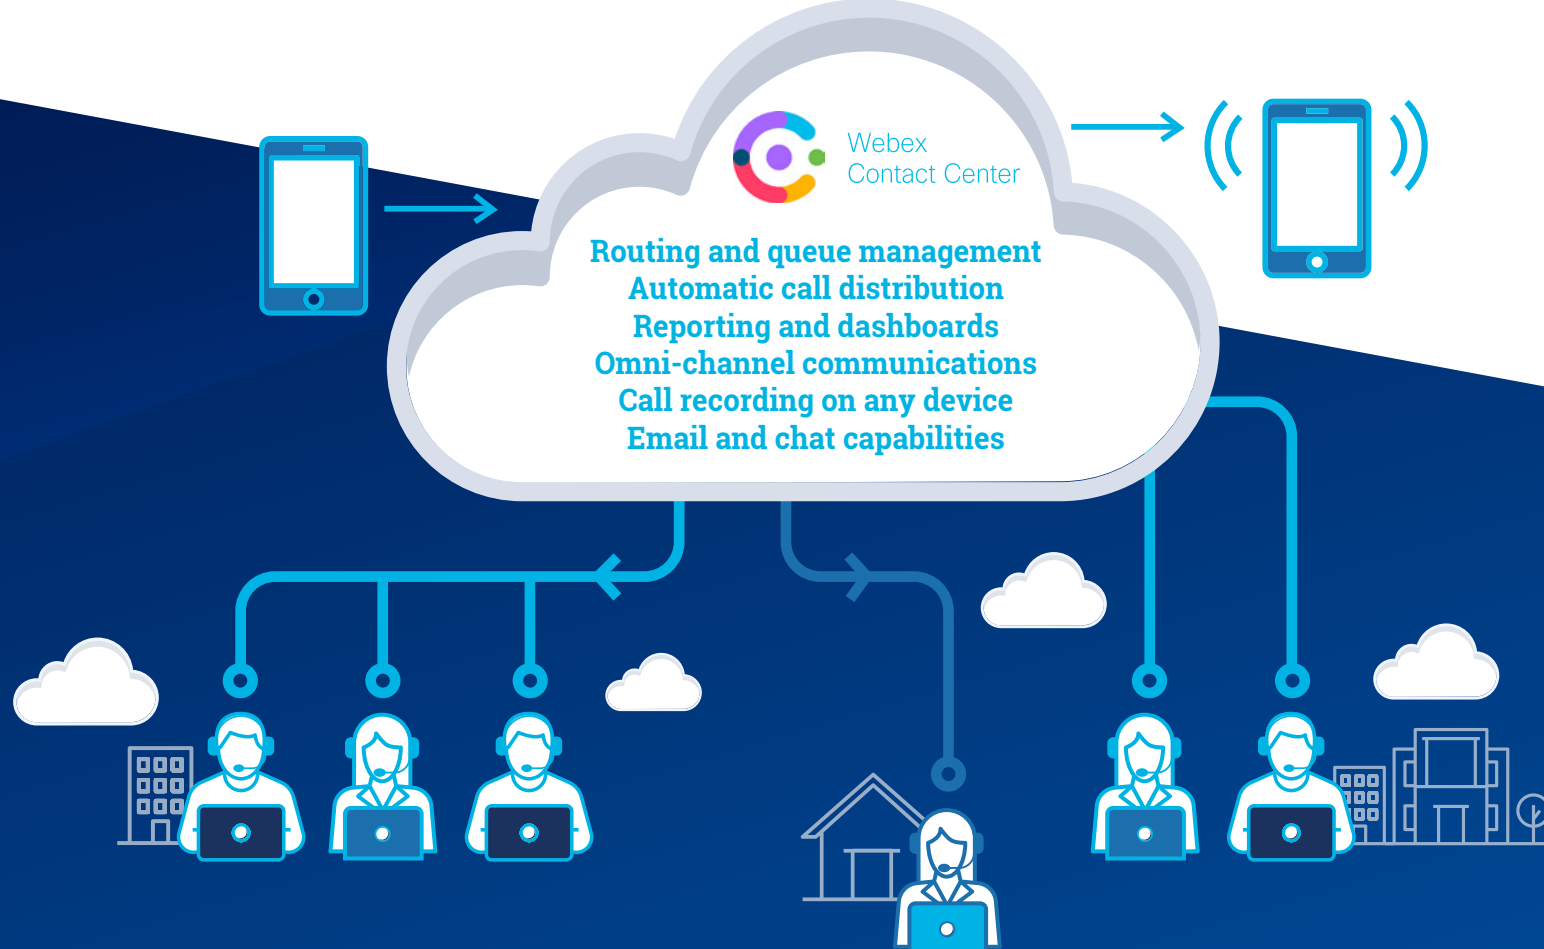 Webex
Contact Center
Routing and queue management
Automatic call distribution
Reporting and dashboards
Omni-channel communications
Call recording on any device
Email and chat capabilities